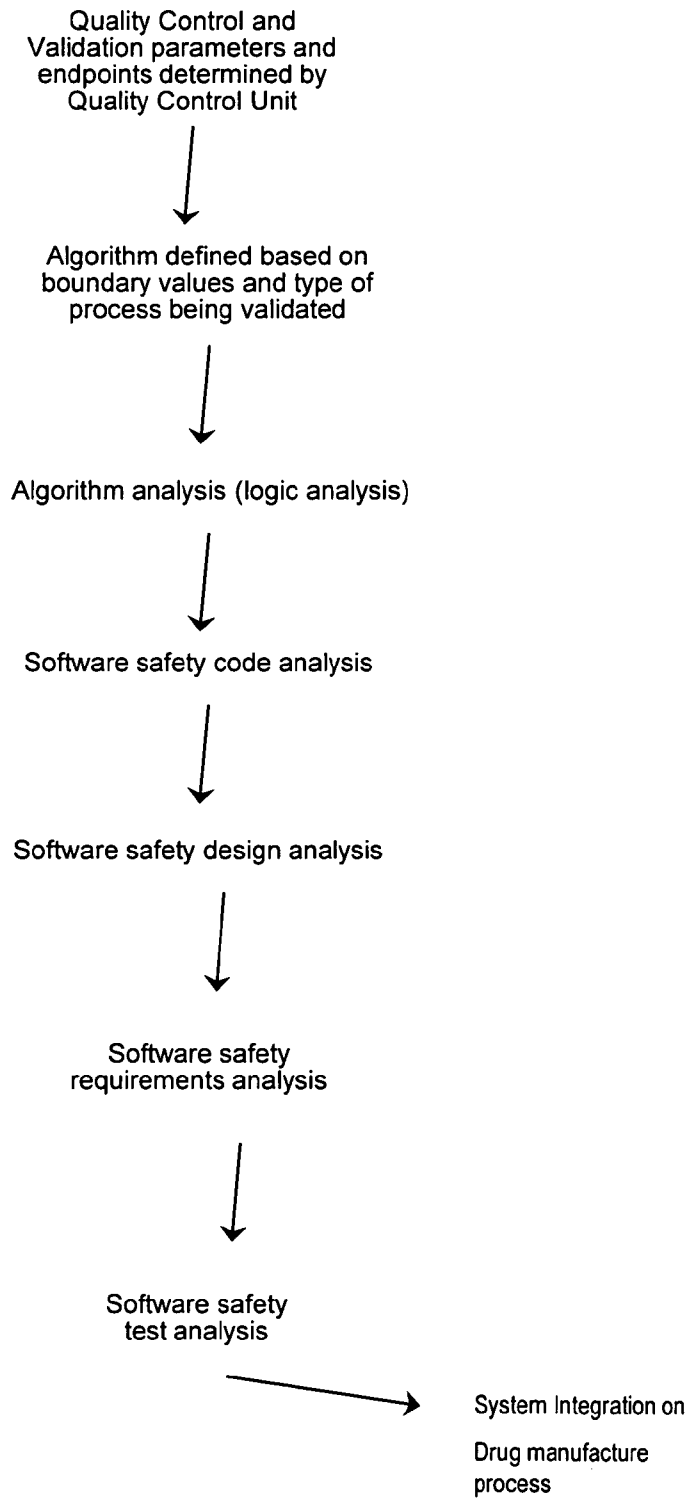 Quality Control and
Validation parameters and
endpoints determined by
Quality Control Unit
Algorithm defined based on
boundary values and type of
process being validated
Algorithm analysis (logic analysis)
Software safety code analysis
Software safety design analysis
Software safety
requirements analysis
Software safety
test analysis
System Integration on
Drug manufacture
process